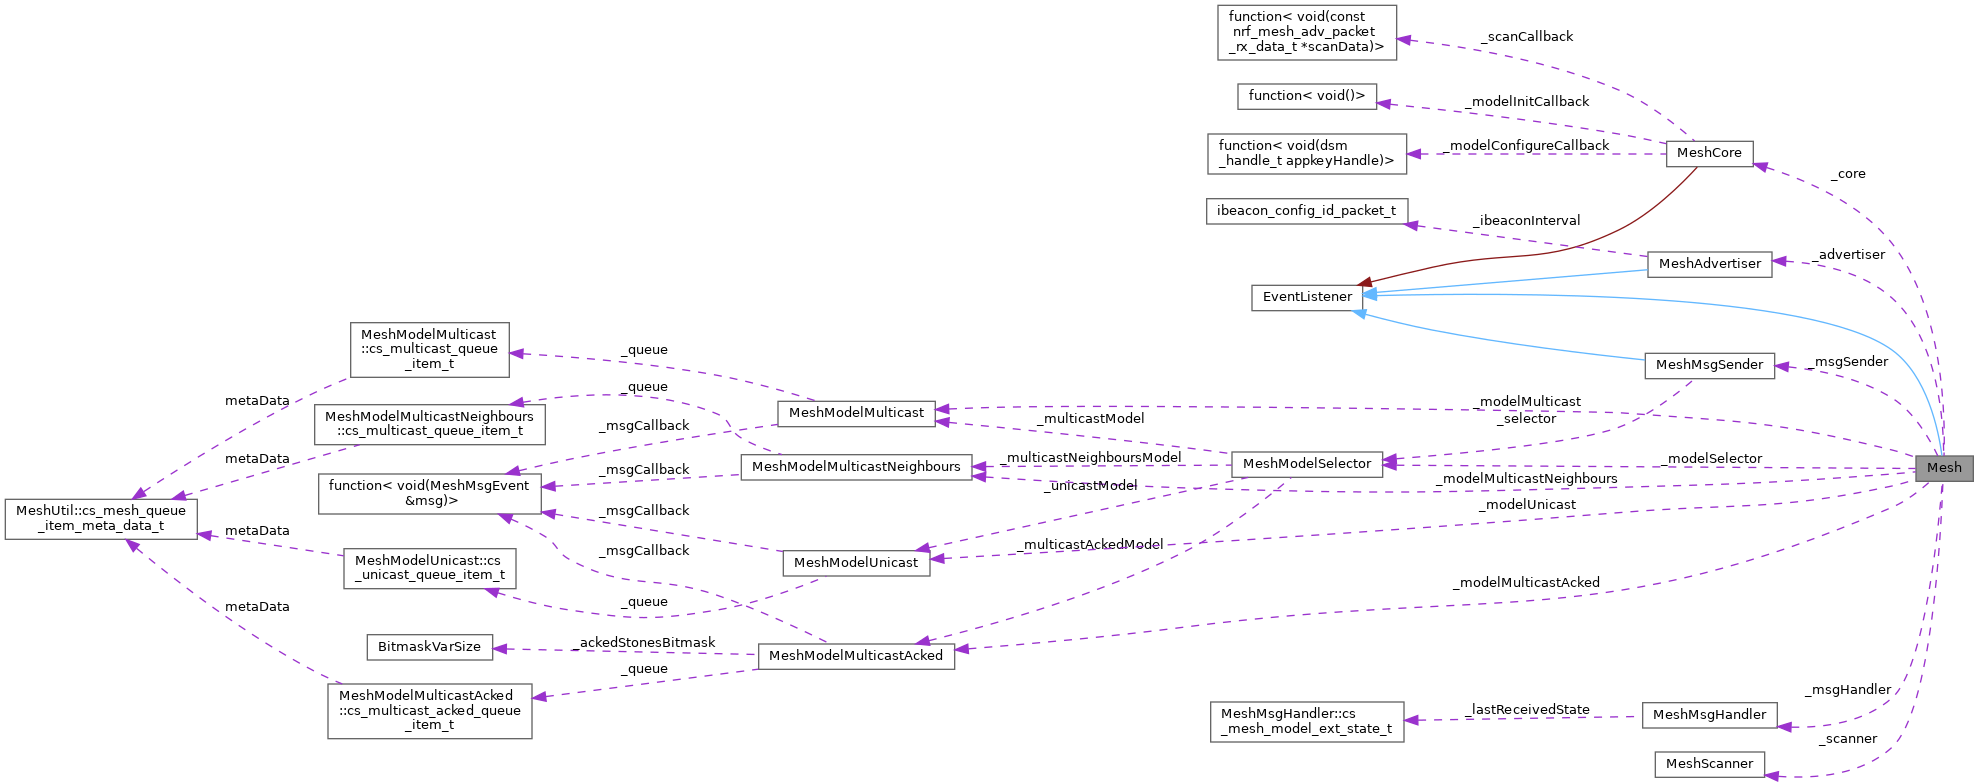 function< void(const
nrf_mesh_adv_packet
_rx_data_t *scanData)>
_scanCallback
function< void()>
_modelInitCallback
function< void(dsm
_handle_t appkeyHandle)>
_modelConfigureCallback
MeshCore
_core
ibeacon_config_id_packet_t
_ibeaconInterval
MeshAdvertiser
_advertiser
EventListener
MeshMsgSender
_msgSender
MeshModelMulticast
::cs_multicast_queue
_item_t
_queue
metaData
MeshModelMulticastNeighbours
::cs_multicast_queue_item_t
_queue
metaData
MeshModelMulticast
_multicastModel
_modelMulticast
_selector
_msgCallback
function< void(MeshMsgEvent
&msg)>
_msgCallback
MeshModelMulticastNeighbours
_multicastNeighboursModel
MeshModelSelector
_modelSelector
Mesh
_unicastModel
_modelMulticastNeighbours
MeshUtil::cs_mesh_queue
_item_meta_data_t
metaData
_msgCallback
_modelUnicast
MeshModelUnicast::cs
_unicast_queue_item_t
_msgCallback
MeshModelUnicast
_multicastAckedModel
_queue
_modelMulticastAcked
metaData
BitmaskVarSize
_ackedStonesBitmask
MeshModelMulticastAcked
_queue
MeshModelMulticastAcked
::cs_multicast_acked_queue
_item_t
MeshMsgHandler::cs
_mesh_model_ext_state_t
_lastReceivedState
MeshMsgHandler
_msgHandler
MeshScanner
_scanner